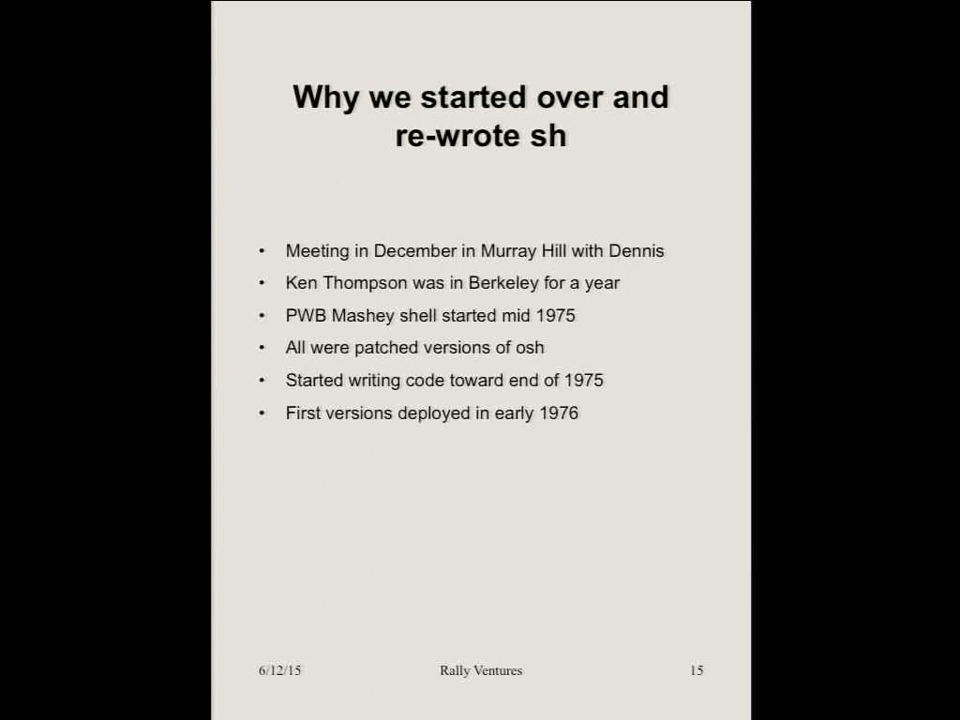 Why we started over and
re-wrote sh
• Meeting in December in Murray Hill with Dennis
• Ken Thompson was in Berkeley for a year
• PWB Mashey shell started mid 1975
• All were patched versions of osh
• Started writing code toward end of 1975
• First versions deployed in early 1976
6/12/15 Rally Ventures 15